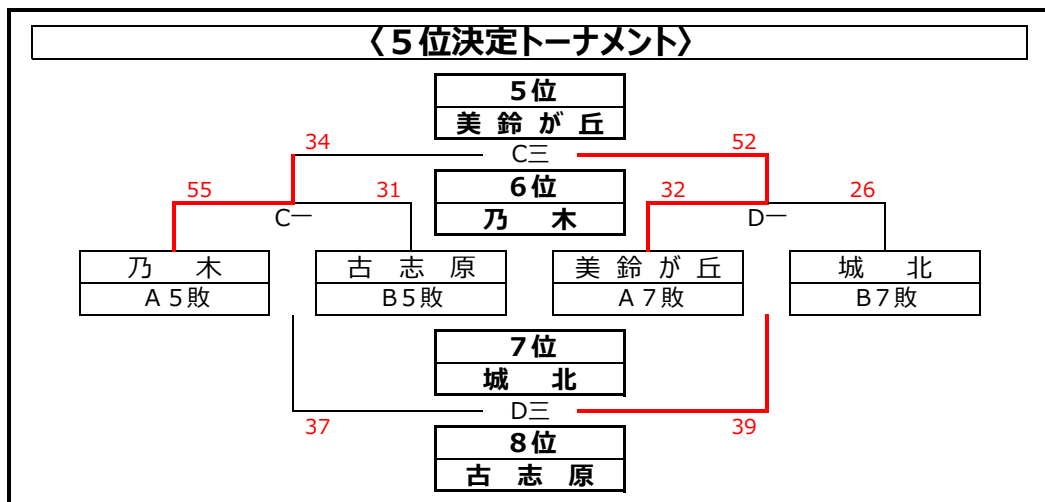 〈５位決定トーナメント〉
５位
美 鈴 が 丘
34 C三 52
55 31 ６位 32 26
C一 乃　木 D一
乃　木 古 志 原 美 鈴 が 丘 城　北
A５敗 B５敗 A７敗 B７敗
７位
城　北
37 D三 39
８位
古 志 原